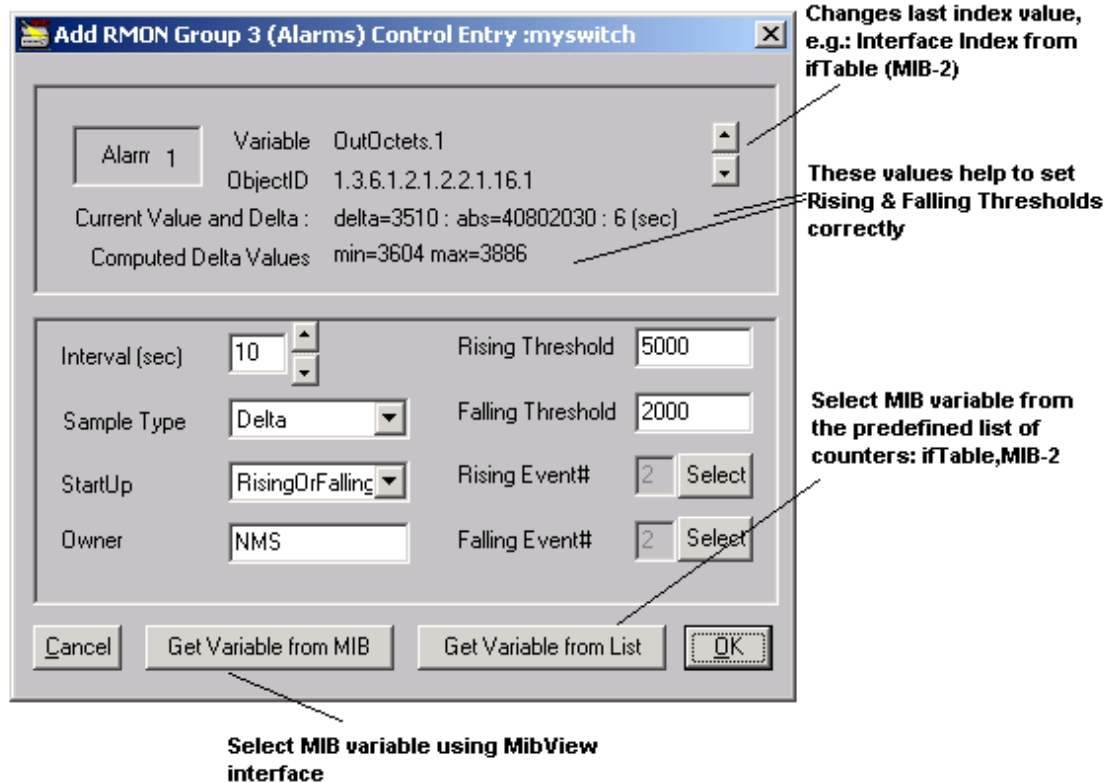 Add RMON Group 3 (Alarms) Control Entry :myswitch
Changes last index value,
e.g.: Interface Index from
ifTable (MIB-2)
Alarm 1
Variable OutOctets.1
ObjectID 1.3.6.1.2.1.2.2.1.16.1
Current Value and Delta : delta=3510 : abs=40802030 : 6 (sec)
Computed Delta Values min=3604 max=3886
These values help to set
Rising & Falling Thresholds
correctly
Interval (sec) 10
Rising Threshold 5000
Sample Type Delta
Falling Threshold 2000
StartUp RisingOrFalling
Rising Event# 2 Select
Owner NMS
Falling Event# 2 Select
Select MIB variable from
the predefined list of
counters: ifTable,MIB-2
Cancel Get Variable from MIB Get Variable from List OK
Select MIB variable using MibView
interface